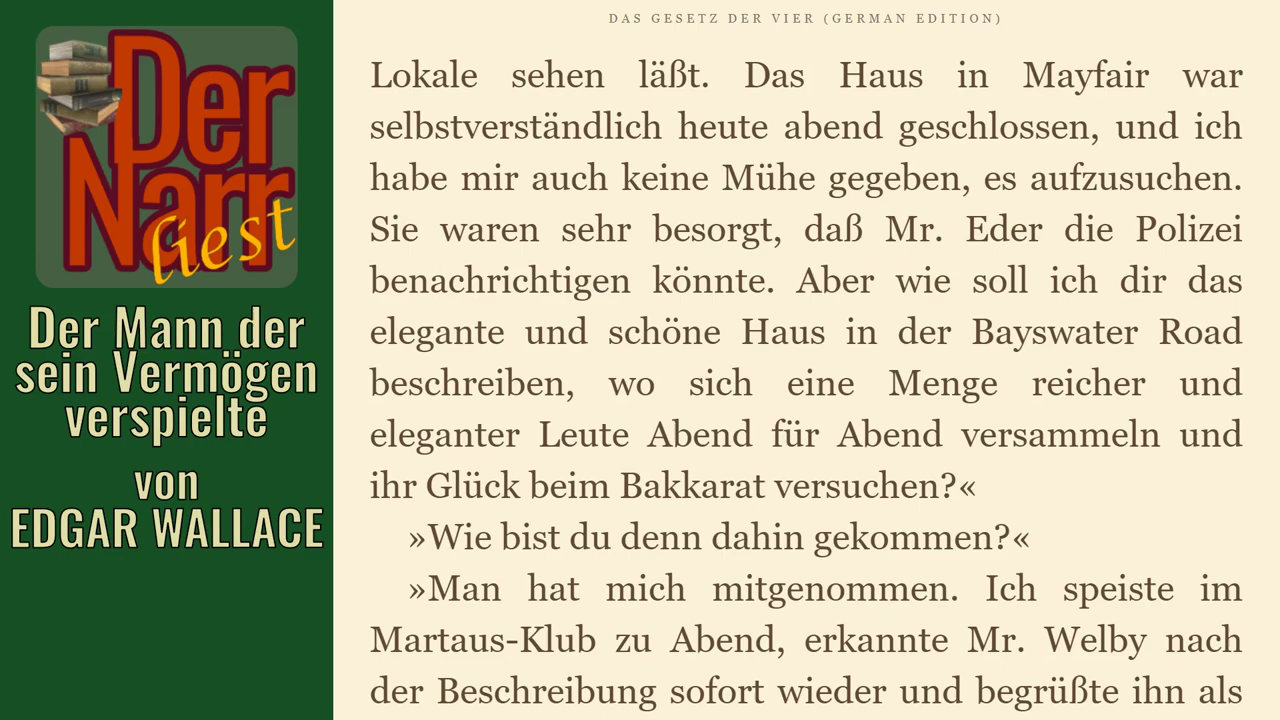 Der
Narr
liest
Der Mann der
sein Vermögen
verspielte
von
EDGAR WALLACE
DAS GESETZ DER VIER (GERMAN EDITION)
Lokale sehen läßt. Das Haus in Mayfair war
selbstverständlich heute abend geschlossen, und ich
habe mir auch keine Mühe gegeben, es aufzusuchen.
Sie waren sehr besorgt, daß Mr. Eder die Polizei
benachrichtigen könnte. Aber wie soll ich dir das
elegante und schöne Haus in der Bayswater Road
beschreiben, wo sich eine Menge reicher und
eleganter Leute Abend für Abend versammeln und
ihr Glück beim Bakkarat versuchen?«
»Wie bist du denn dahin gekommen?«
»Man hat mich mitgenommen. Ich speiste im
Martaus-Klub zu Abend, erkannte Mr. Welby nach
der Beschreibung sofort wieder und begrüßte ihn als